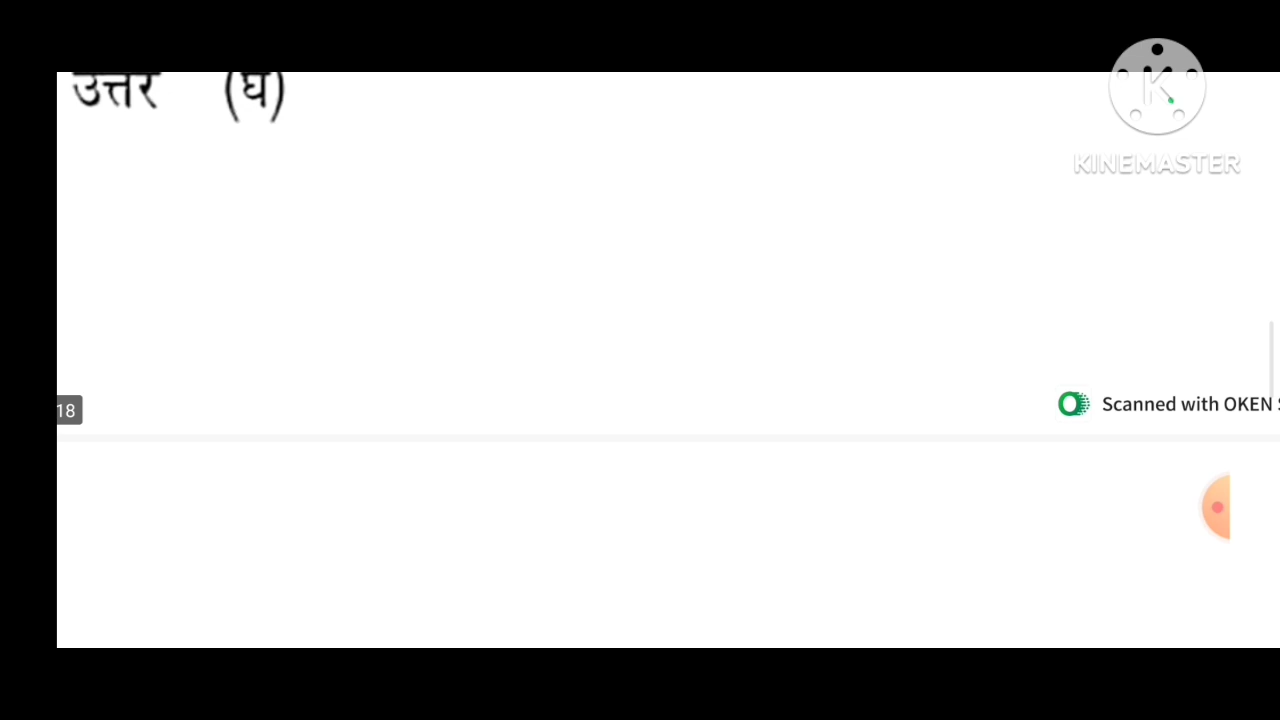 उत्तर (घ)
KINEMASTER
18
Scanned with OKEN